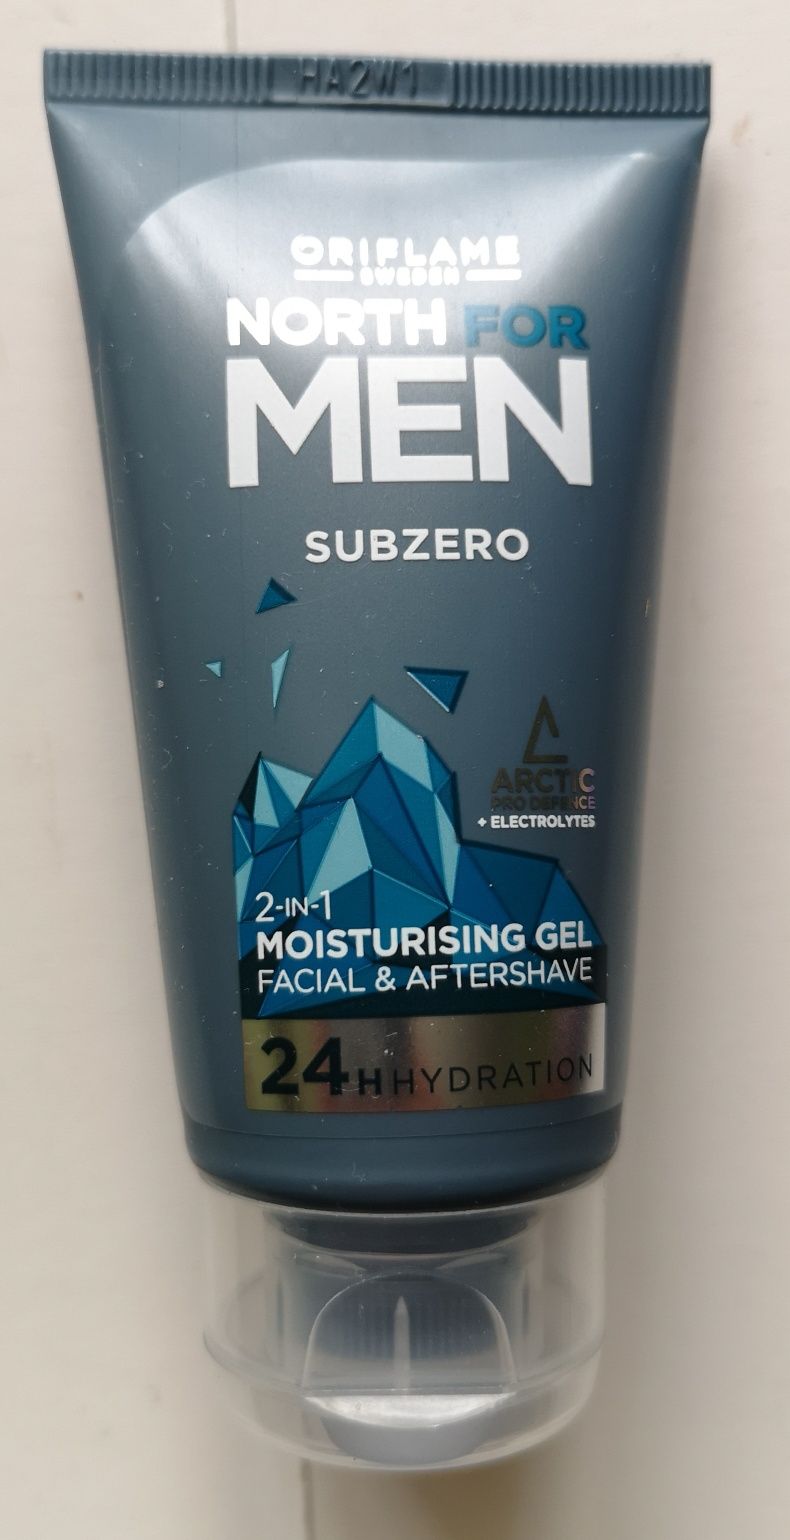 HA2W1
ORIFLAME
SWEDEN
NORTH FOR
MEN
SUBZERO
ARCTIC
PRO DEFENCE
+ ELECTROLYTES
2-IN-1
MOISTURISING GEL
FACIAL & AFTERSHAVE
24H HYDRATION